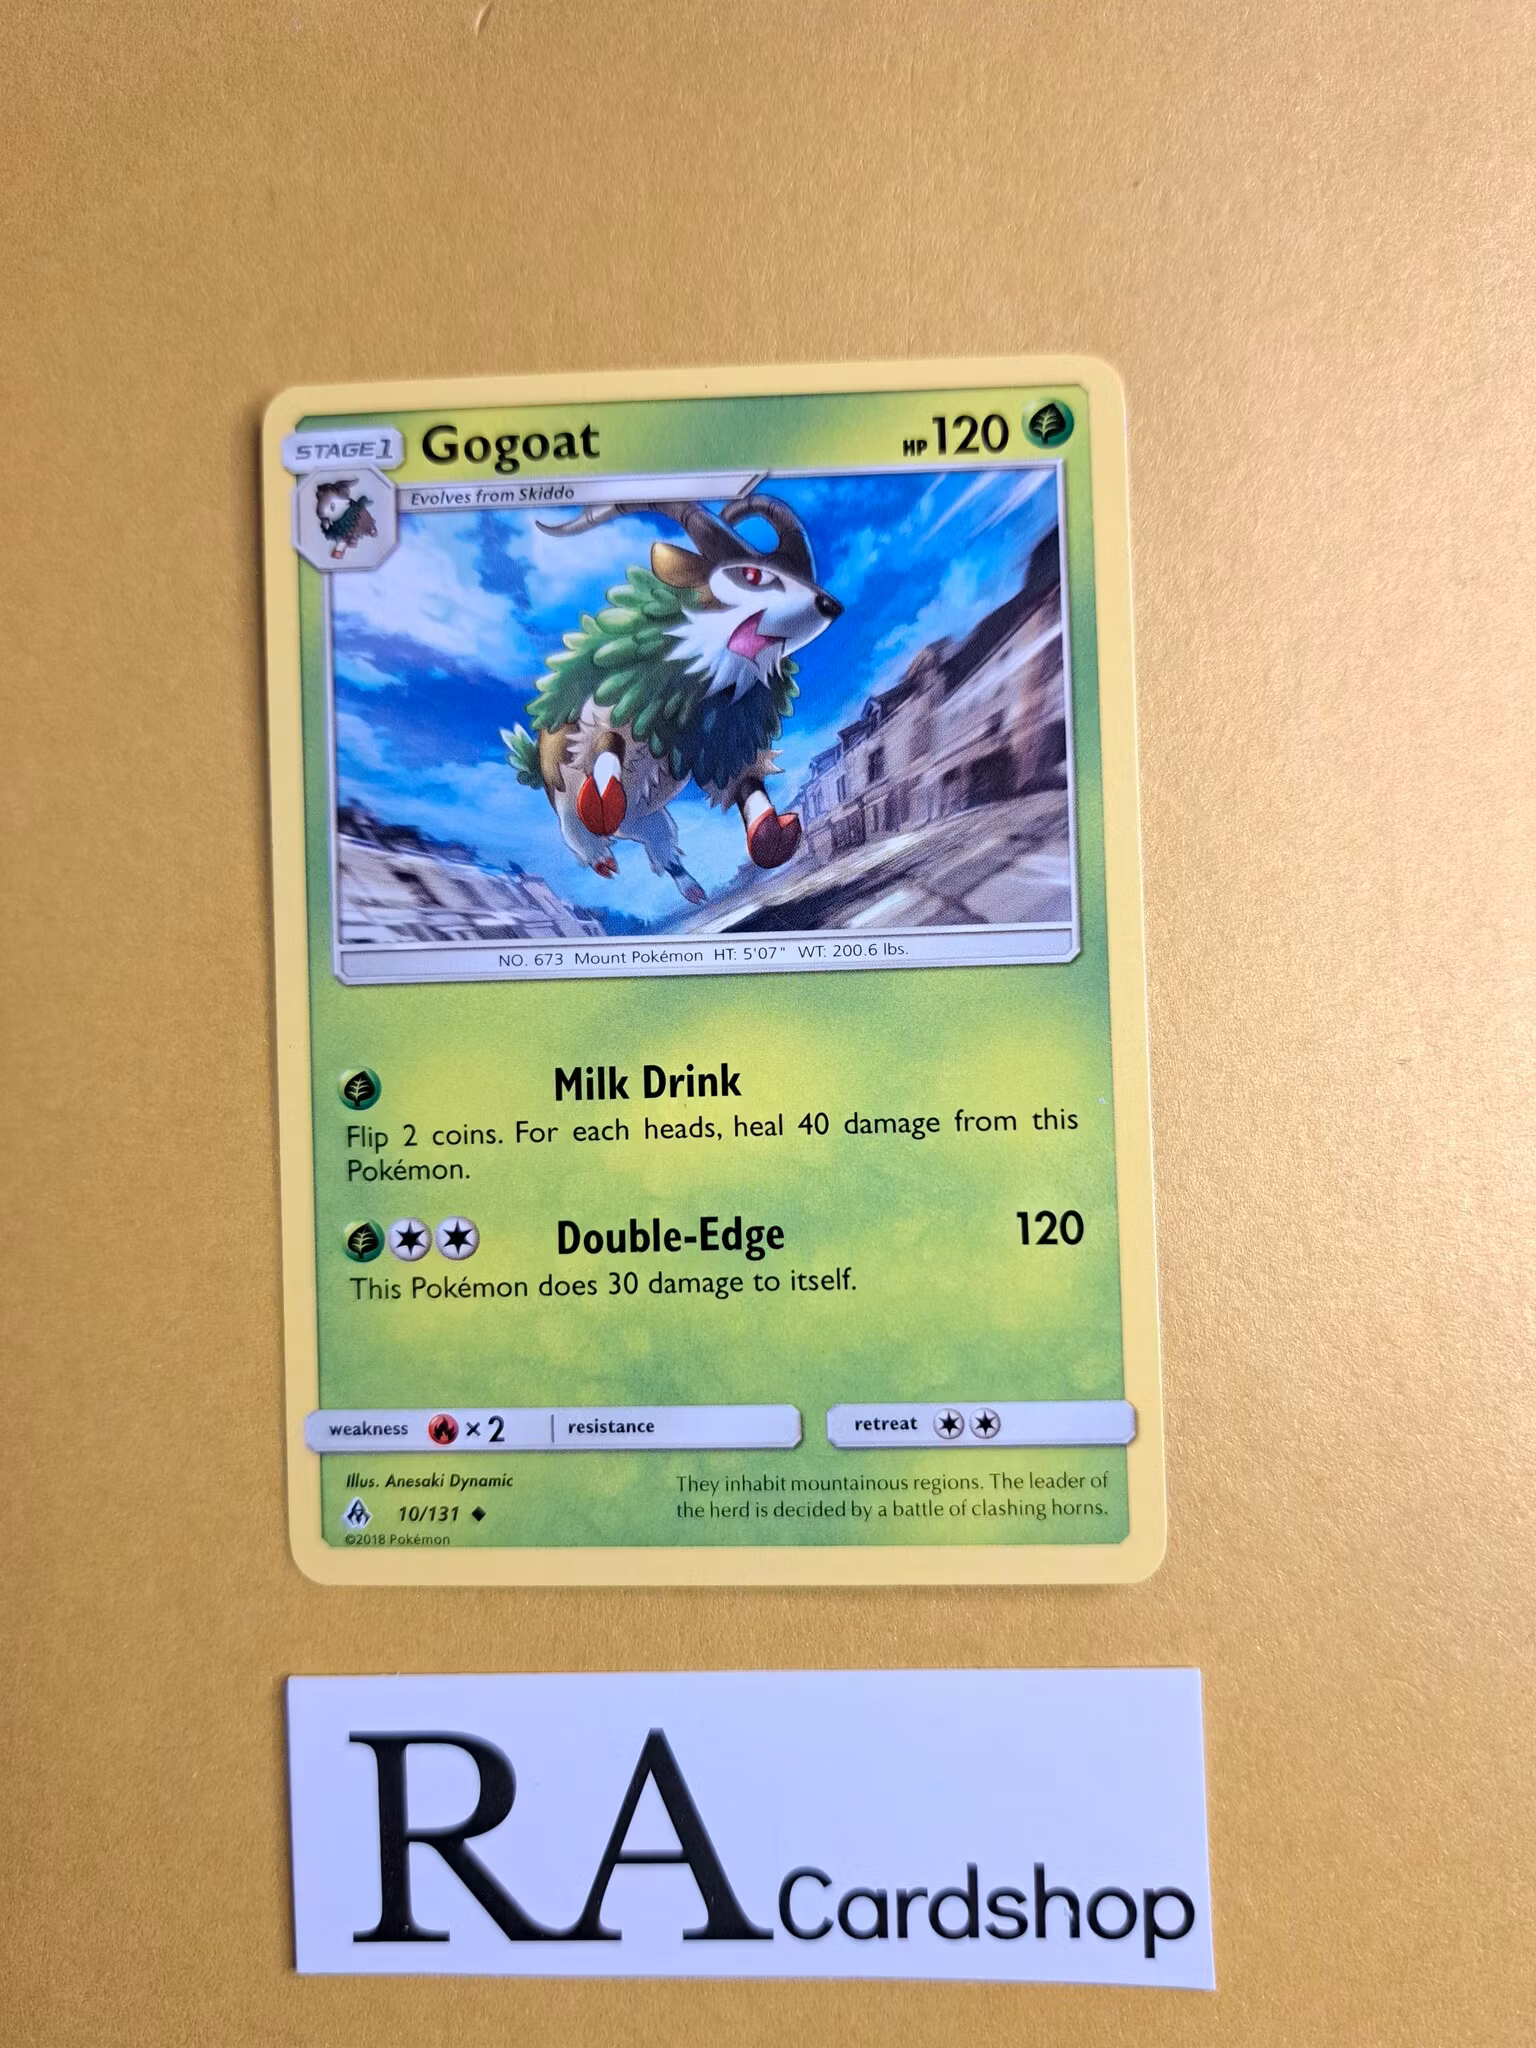 STAGE1 Gogoat HP 120
Evolves from Skiddo
NO. 673 Mount Pokémon HT: 5'07" WT: 200.6 lbs.
Milk Drink
Flip 2 coins. For each heads, heal 40 damage from this
Pokémon.
Double-Edge 120
This Pokémon does 30 damage to itself.
weakness ×2 resistance retreat
Illus. Anesaki Dynamic
10/131
©2018 Pokémon
They inhabit mountainous regions. The leader of
the herd is decided by a battle of clashing horns.
RA Cardshop